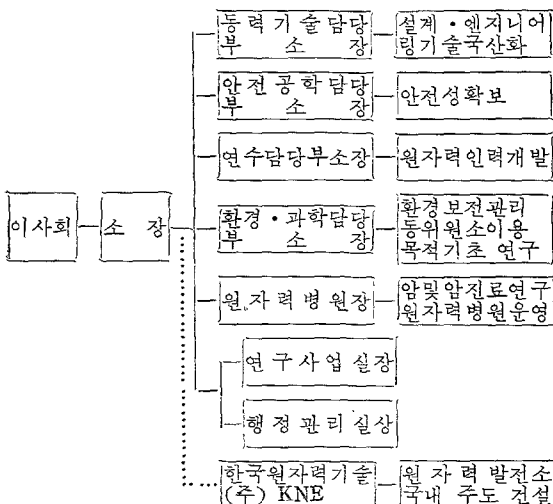 동력기술담당
부소장
설계・엔지니어
링기술국산화
안전공학담당
부소장
안전성확보
연수담당부소장
원자력인력개발
이사회
소장
환경・과학담당
부소장
환경보전관리
동위원소이용
목적기초 연구
원자력병원장
암및암진료연구
원자력병원운영
연구사업실장
행정관리실장
한국원자력기술
(주) KNE
원자력발전소
국내 주도 건설